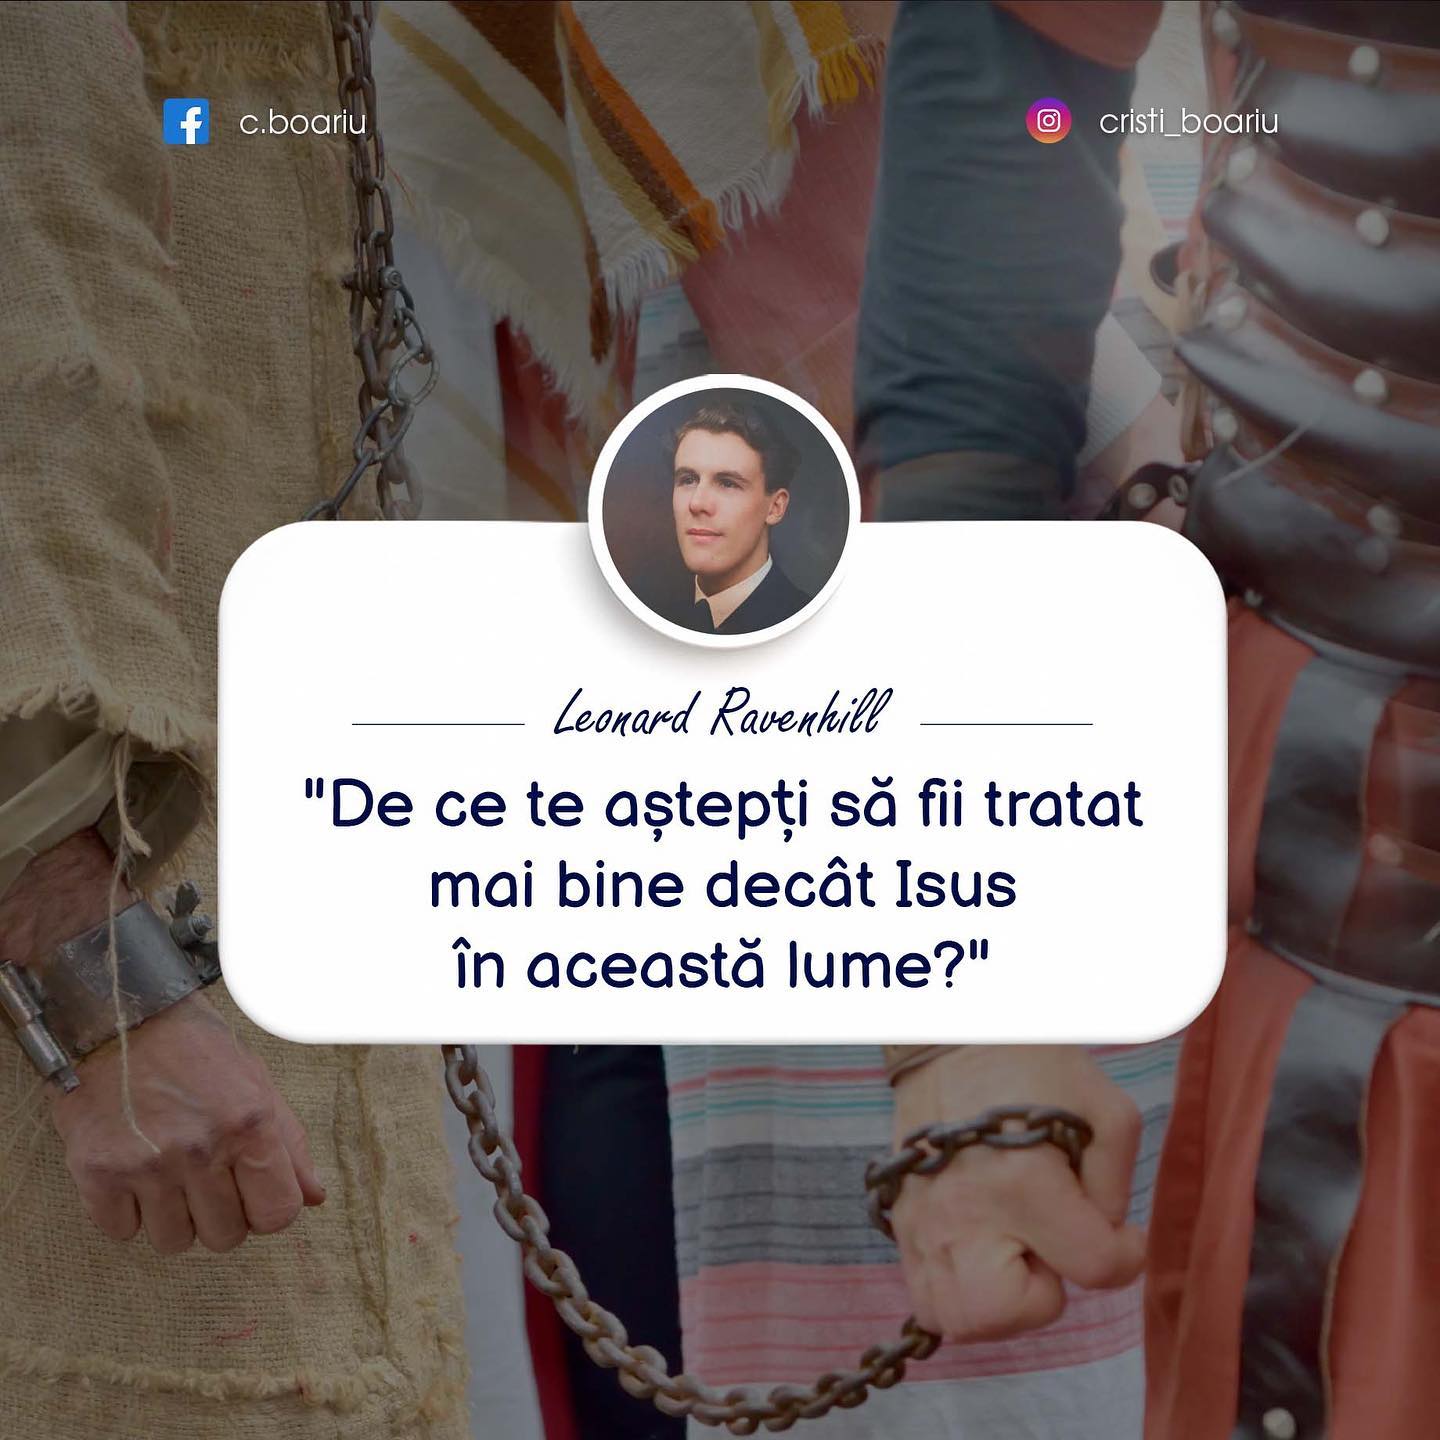 c.boariu
cristi_boariu
Leonard Ravenhill
"De ce te aștepți să fii tratat
mai bine decât Isus
în această lume?"